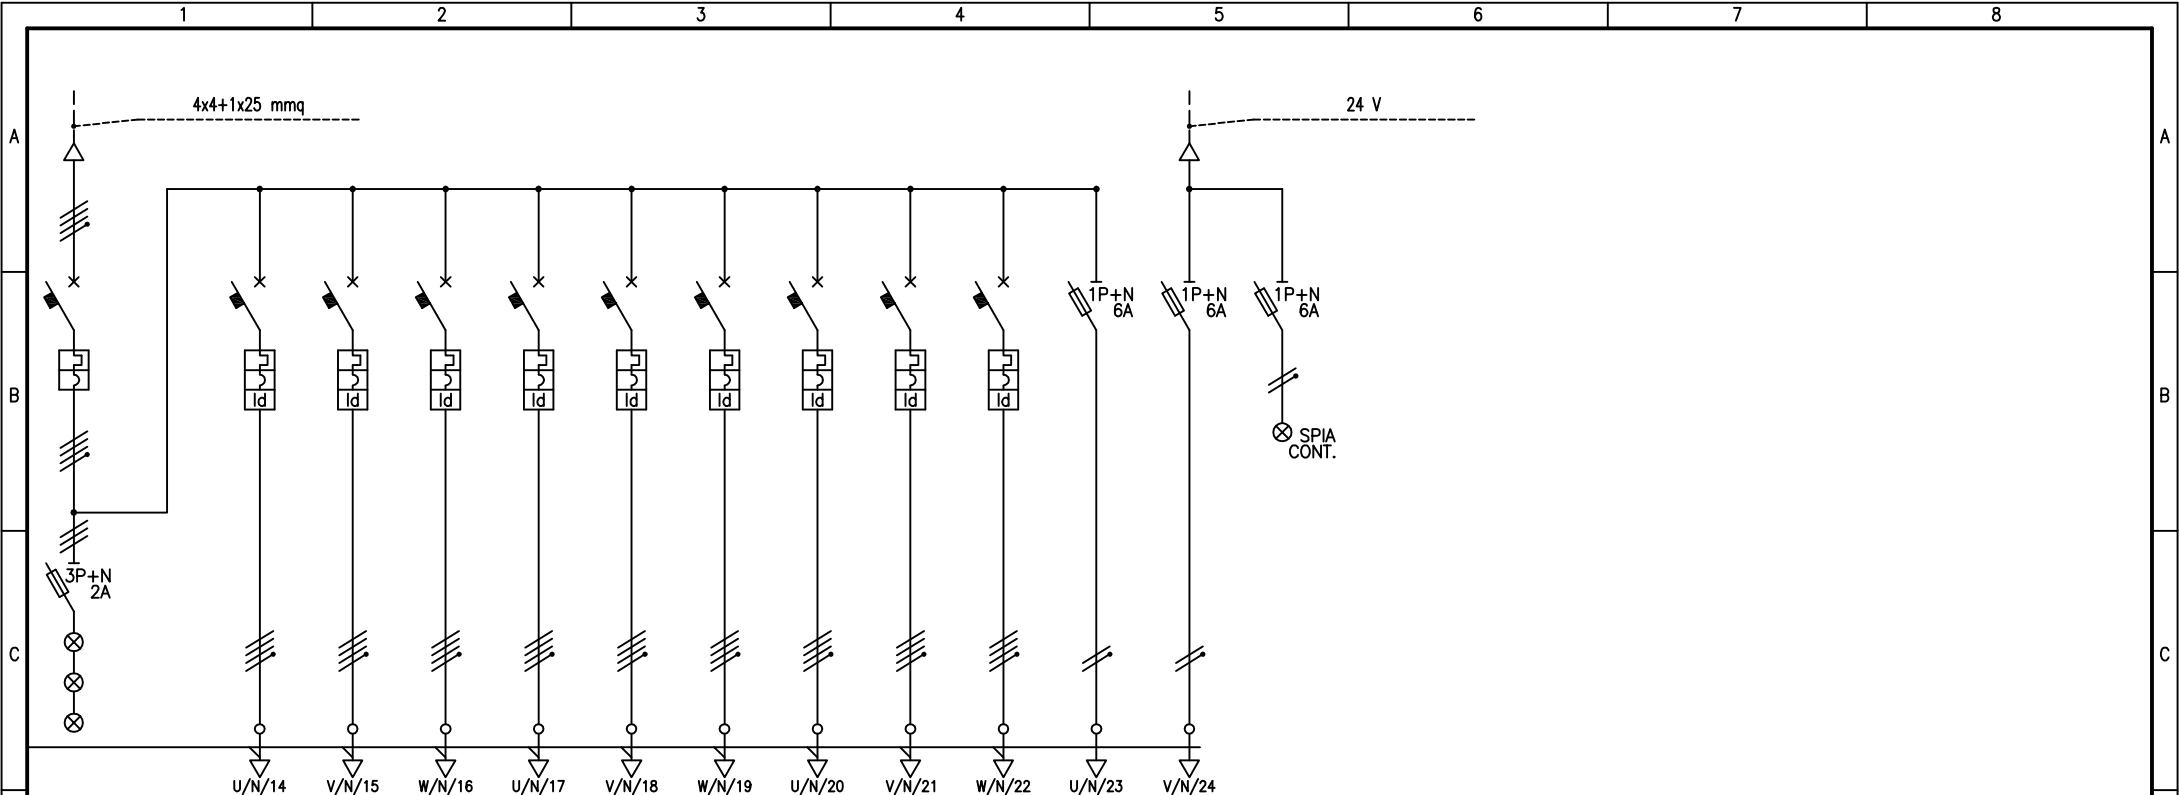 1 2 3 4 5 6 7 8
4x4+1x25 mmq 24 V
A A
1P+N 1P+N 1P+N
6A 6A 6A
B B
Id Id Id Id Id Id Id Id Id
SPIA
CONT.
3P+N
2A
C C
U/N/14 V/N/15 W/N/16 U/N/17 V/N/18 W/N/19 U/N/20 V/N/21 W/N/22 U/N/23 V/N/24